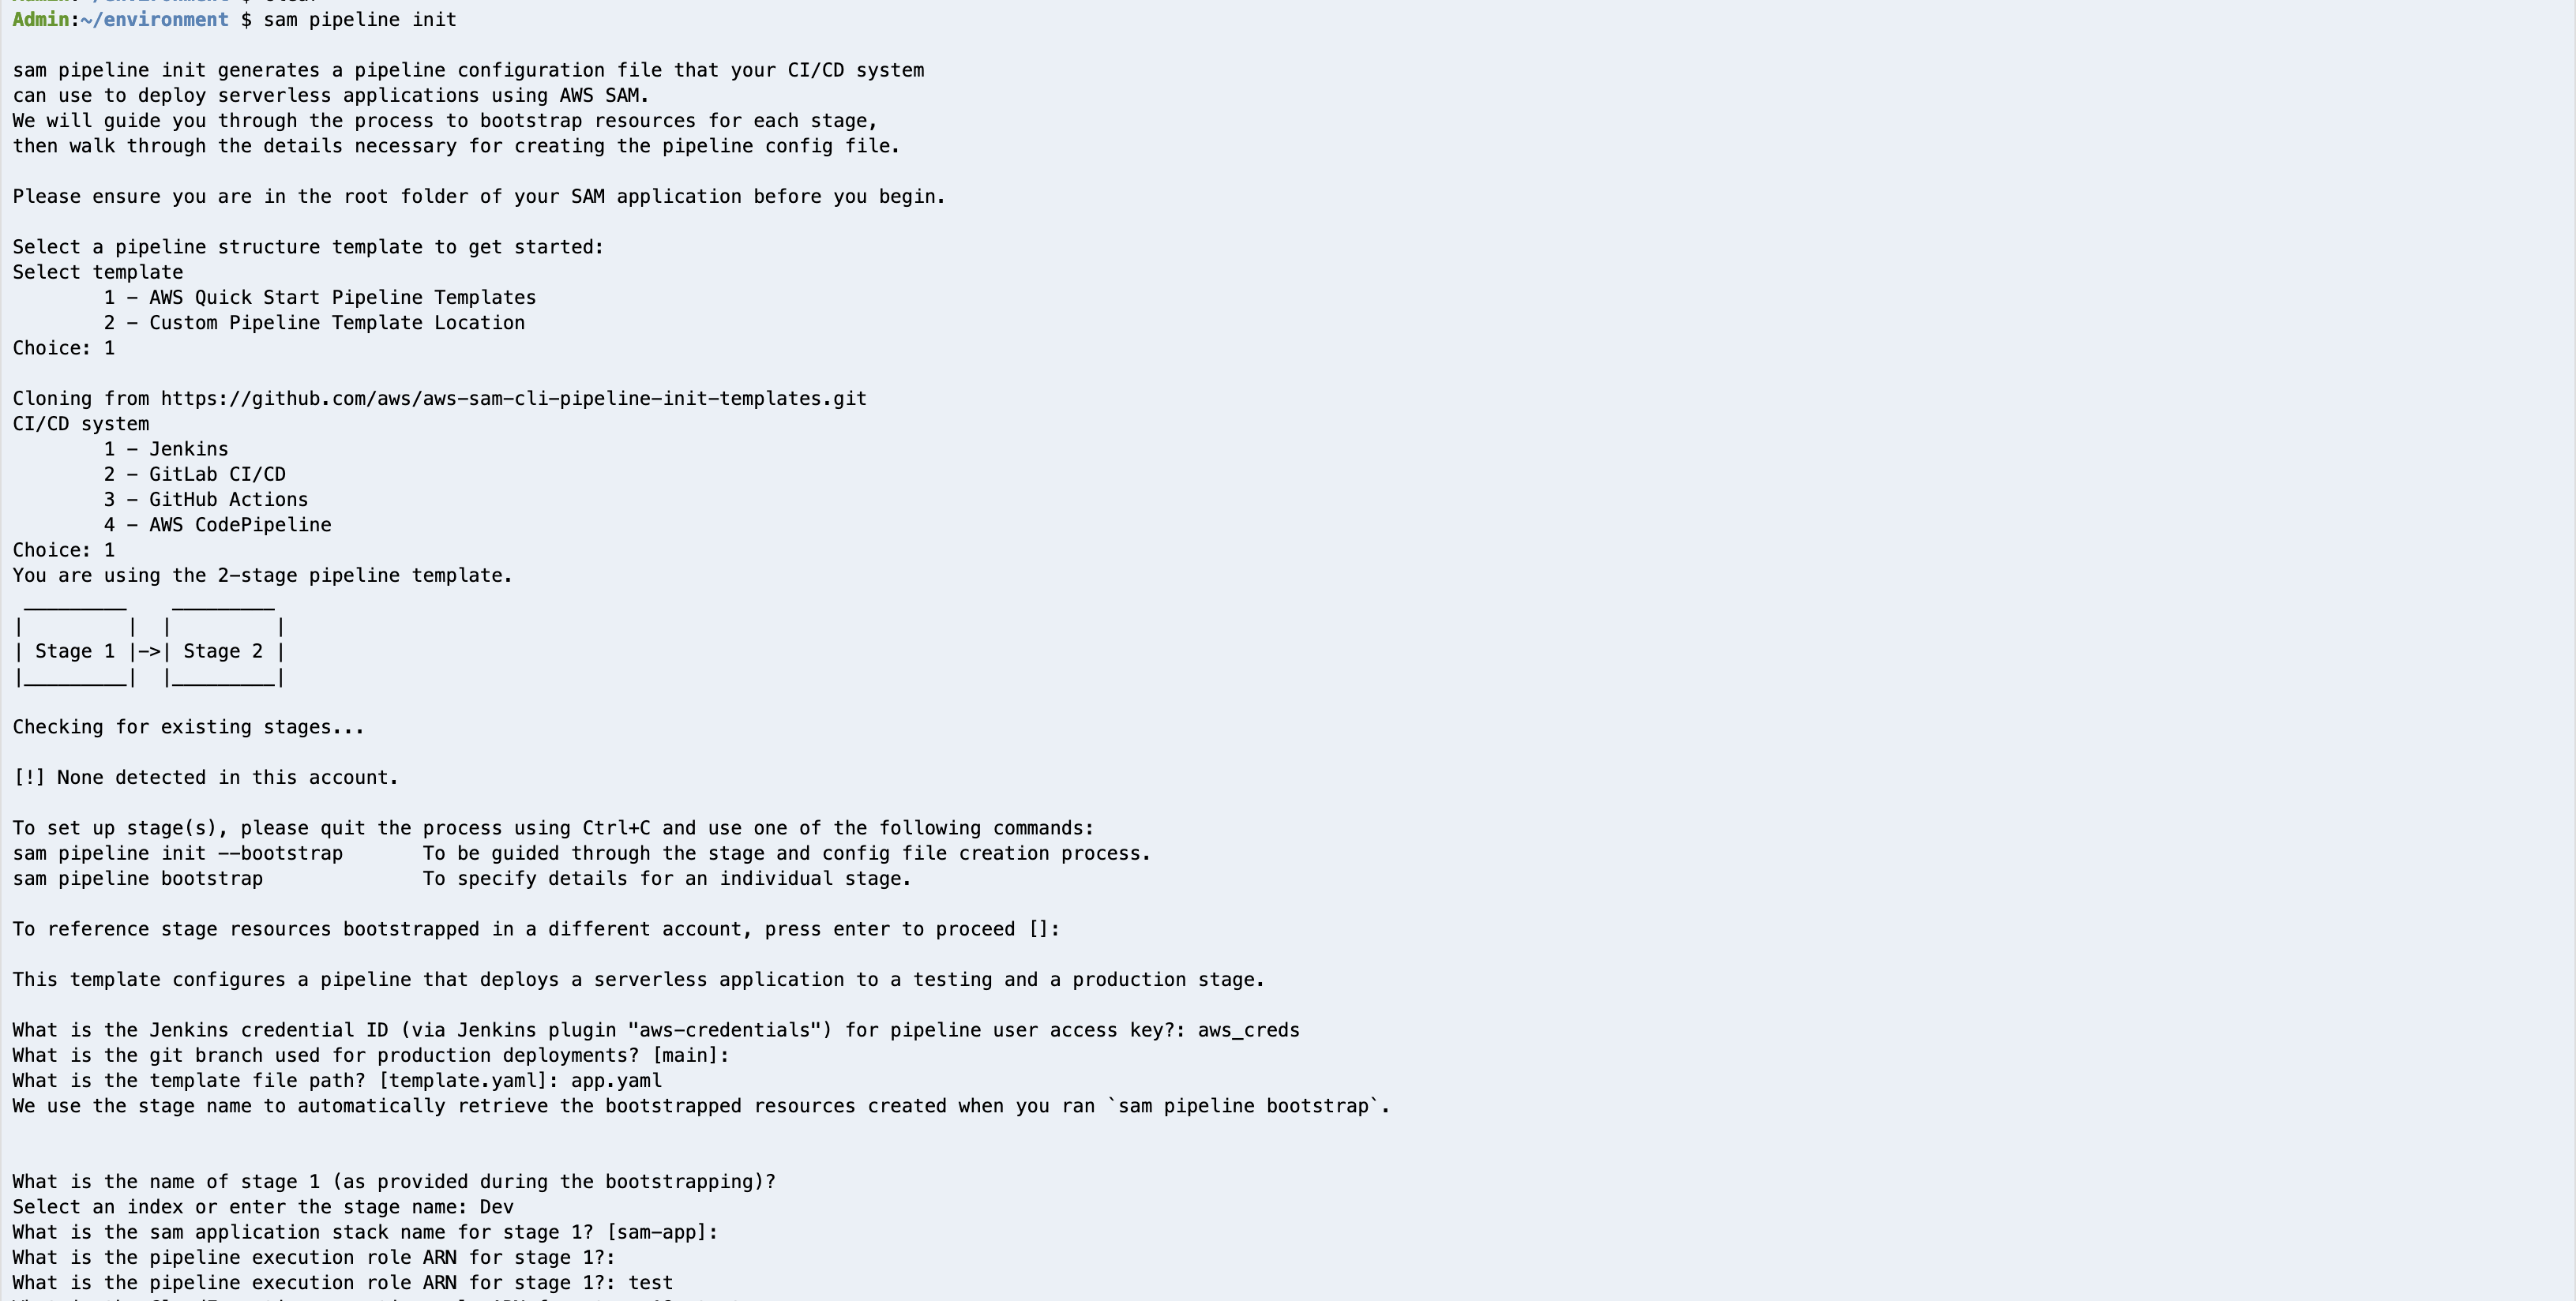 Admin:~/environment $ sam pipeline init

sam pipeline init generates a pipeline configuration file that your CI/CD system
can use to deploy serverless applications using AWS SAM.
We will guide you through the process to bootstrap resources for each stage,
then walk through the details necessary for creating the pipeline config file.

Please ensure you are in the root folder of your SAM application before you begin.

Select a pipeline structure template to get started:
Select template
        1 - AWS Quick Start Pipeline Templates
        2 - Custom Pipeline Template Location
Choice: 1

Cloning from https://github.com/aws/aws-sam-cli-pipeline-init-templates.git
CI/CD system
        1 - Jenkins
        2 - GitLab CI/CD
        3 - GitHub Actions
        4 - AWS CodePipeline
Choice: 1
You are using the 2-stage pipeline template.
 _________    _________
|         |  |         |
| Stage 1 |->| Stage 2 |
|_________|  |_________|

Checking for existing stages...

[!] None detected in this account.

To set up stage(s), please quit the process using Ctrl+C and use one of the following commands:
sam pipeline init --bootstrap       To be guided through the stage and config file creation process.
sam pipeline bootstrap              To specify details for an individual stage.

To reference stage resources bootstrapped in a different account, press enter to proceed []:

This template configures a pipeline that deploys a serverless application to a testing and a production stage.

What is the Jenkins credential ID (via Jenkins plugin "aws-credentials") for pipeline user access key?: aws_creds
What is the git branch used for production deployments? [main]:
What is the template file path? [template.yaml]: app.yaml
We use the stage name to automatically retrieve the bootstrapped resources created when you ran `sam pipeline bootstrap`.


What is the name of stage 1 (as provided during the bootstrapping)?
Select an index or enter the stage name: Dev
What is the sam application stack name for stage 1? [sam-app]:
What is the pipeline execution role ARN for stage 1?:
What is the pipeline execution role ARN for stage 1?: test